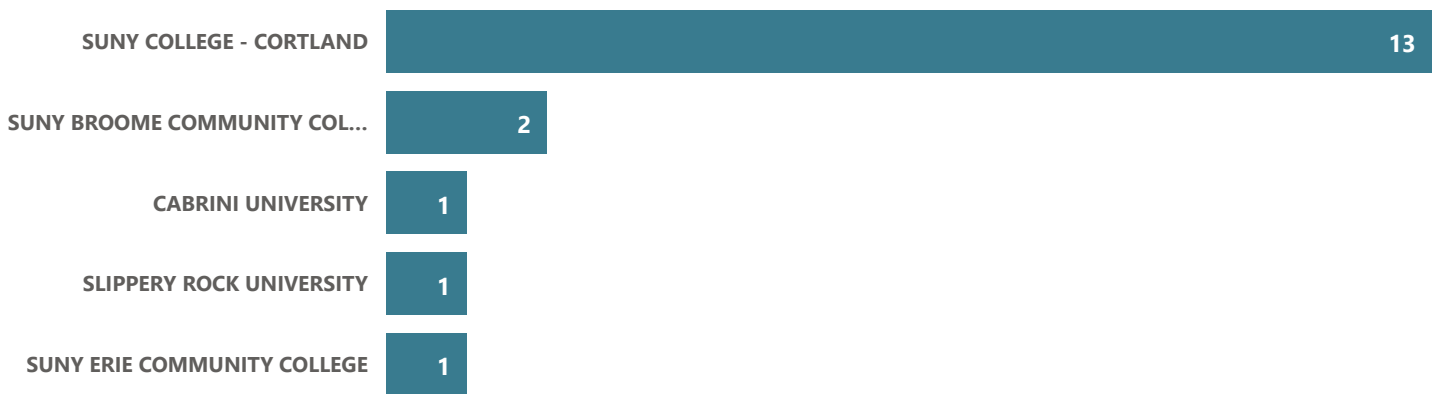 SUNY COLLEGE - CORTLAND 13
SUNY BROOME COMMUNITY COL... 2
CABRINI UNIVERSITY 1
SLIPPERY ROCK UNIVERSITY 1
SUNY ERIE COMMUNITY COLLEGE 1